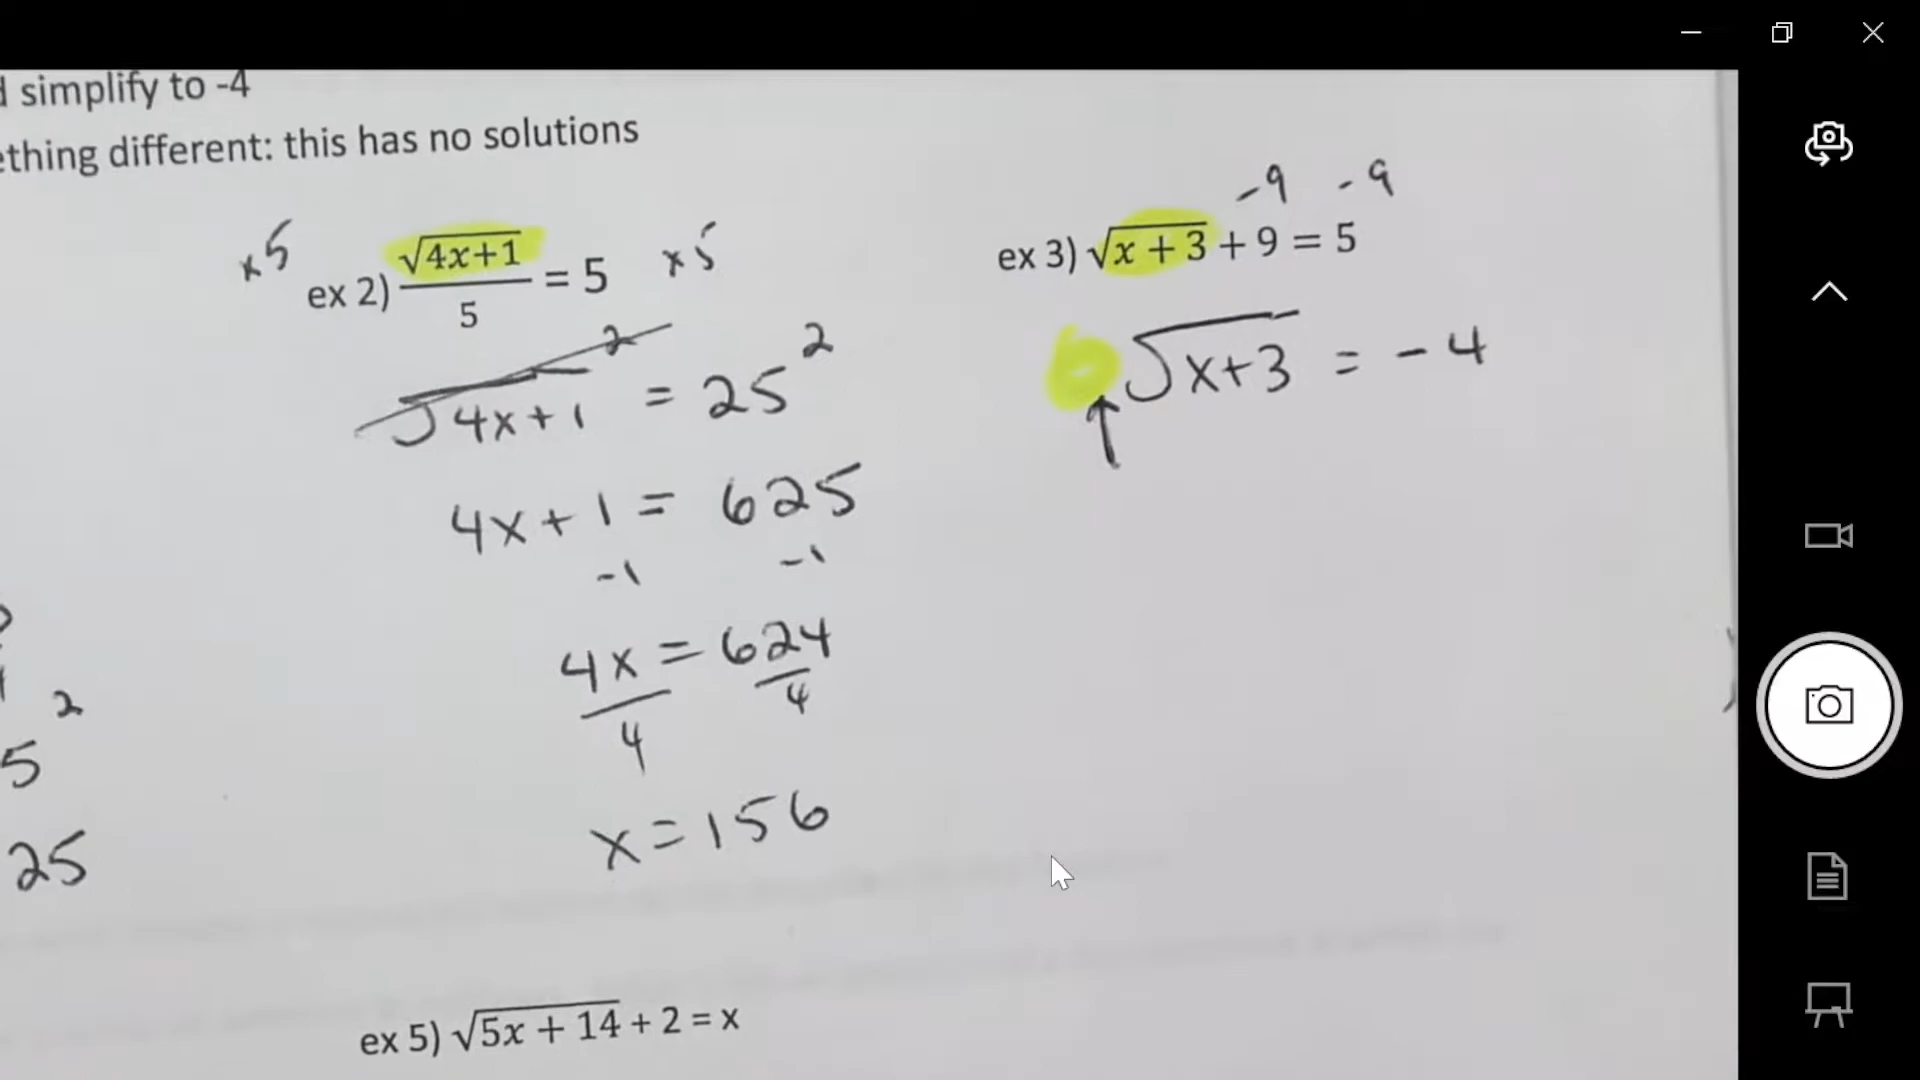 simplify to -4
ething different: this has no solutions
x5 ex 2) √4x+1 / 5 = 5 x5
√4x+1 ² = 25²
4x+1 = 625
-1 -1
4x = 624
4 4
x=156
-9 -9
ex 3) √x + 3 + 9 = 5
√x+3 = -4
2
5
25
ex 5) √5x + 14 + 2 = x